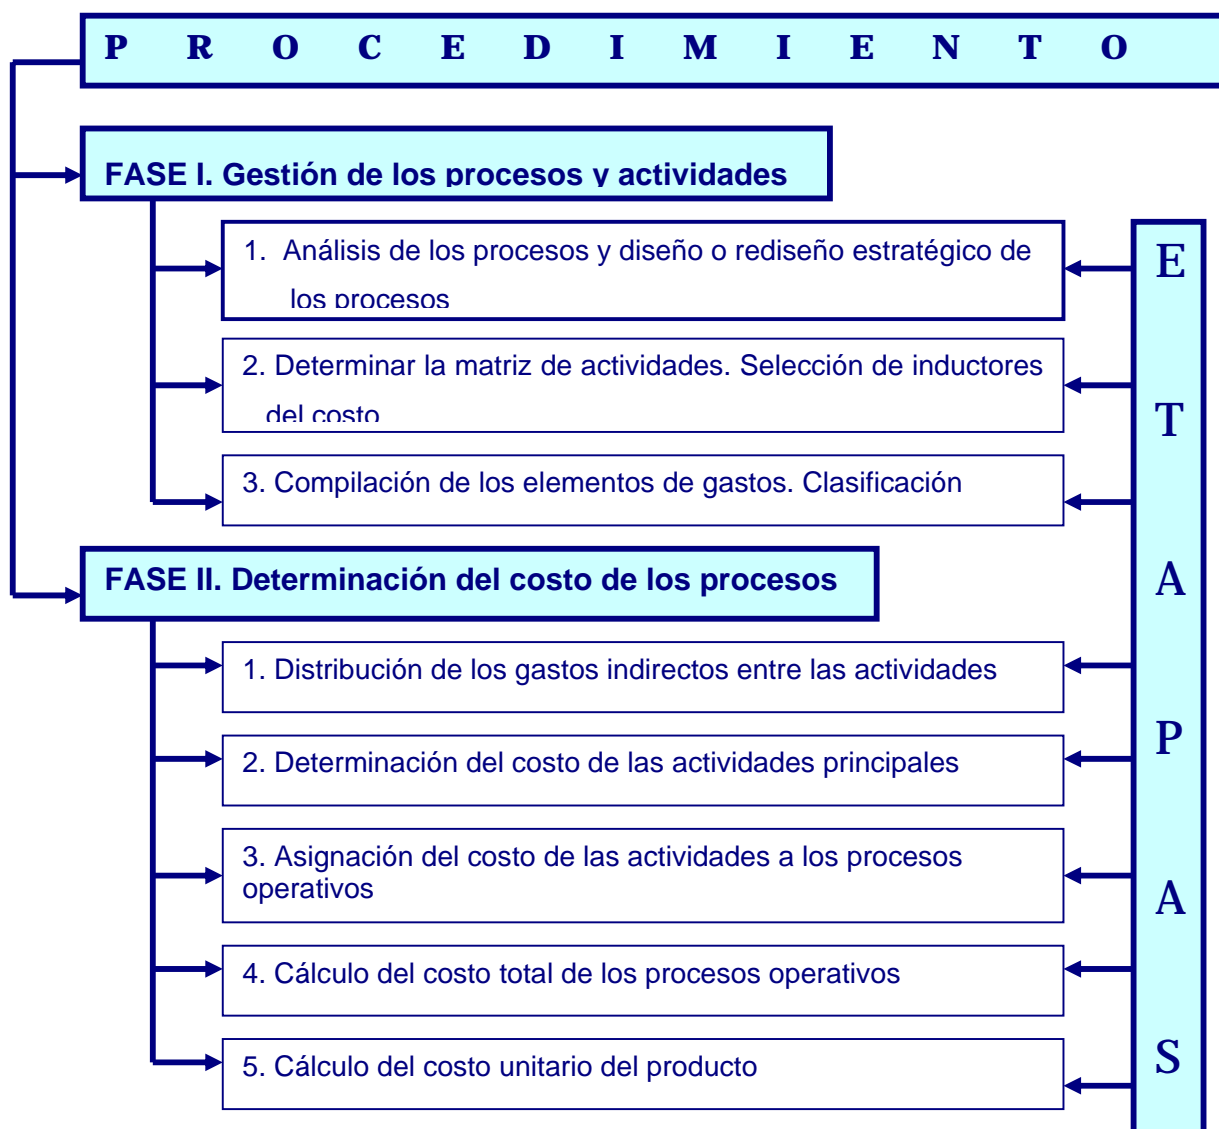 P R O C E D I M I E N T O
FASE I. Gestión de los procesos y actividades
1. Análisis de los procesos y diseño o rediseño estratégico de
los procesos
2. Determinar la matriz de actividades. Selección de inductores
del costo
3. Compilación de los elementos de gastos. Clasificación
FASE II. Determinación del costo de los procesos
1. Distribución de los gastos indirectos entre las actividades
2. Determinación del costo de las actividades principales
3. Asignación del costo de las actividades a los procesos
operativos
4. Cálculo del costo total de los procesos operativos
5. Cálculo del costo unitario del producto
E
T
A
P
A
S